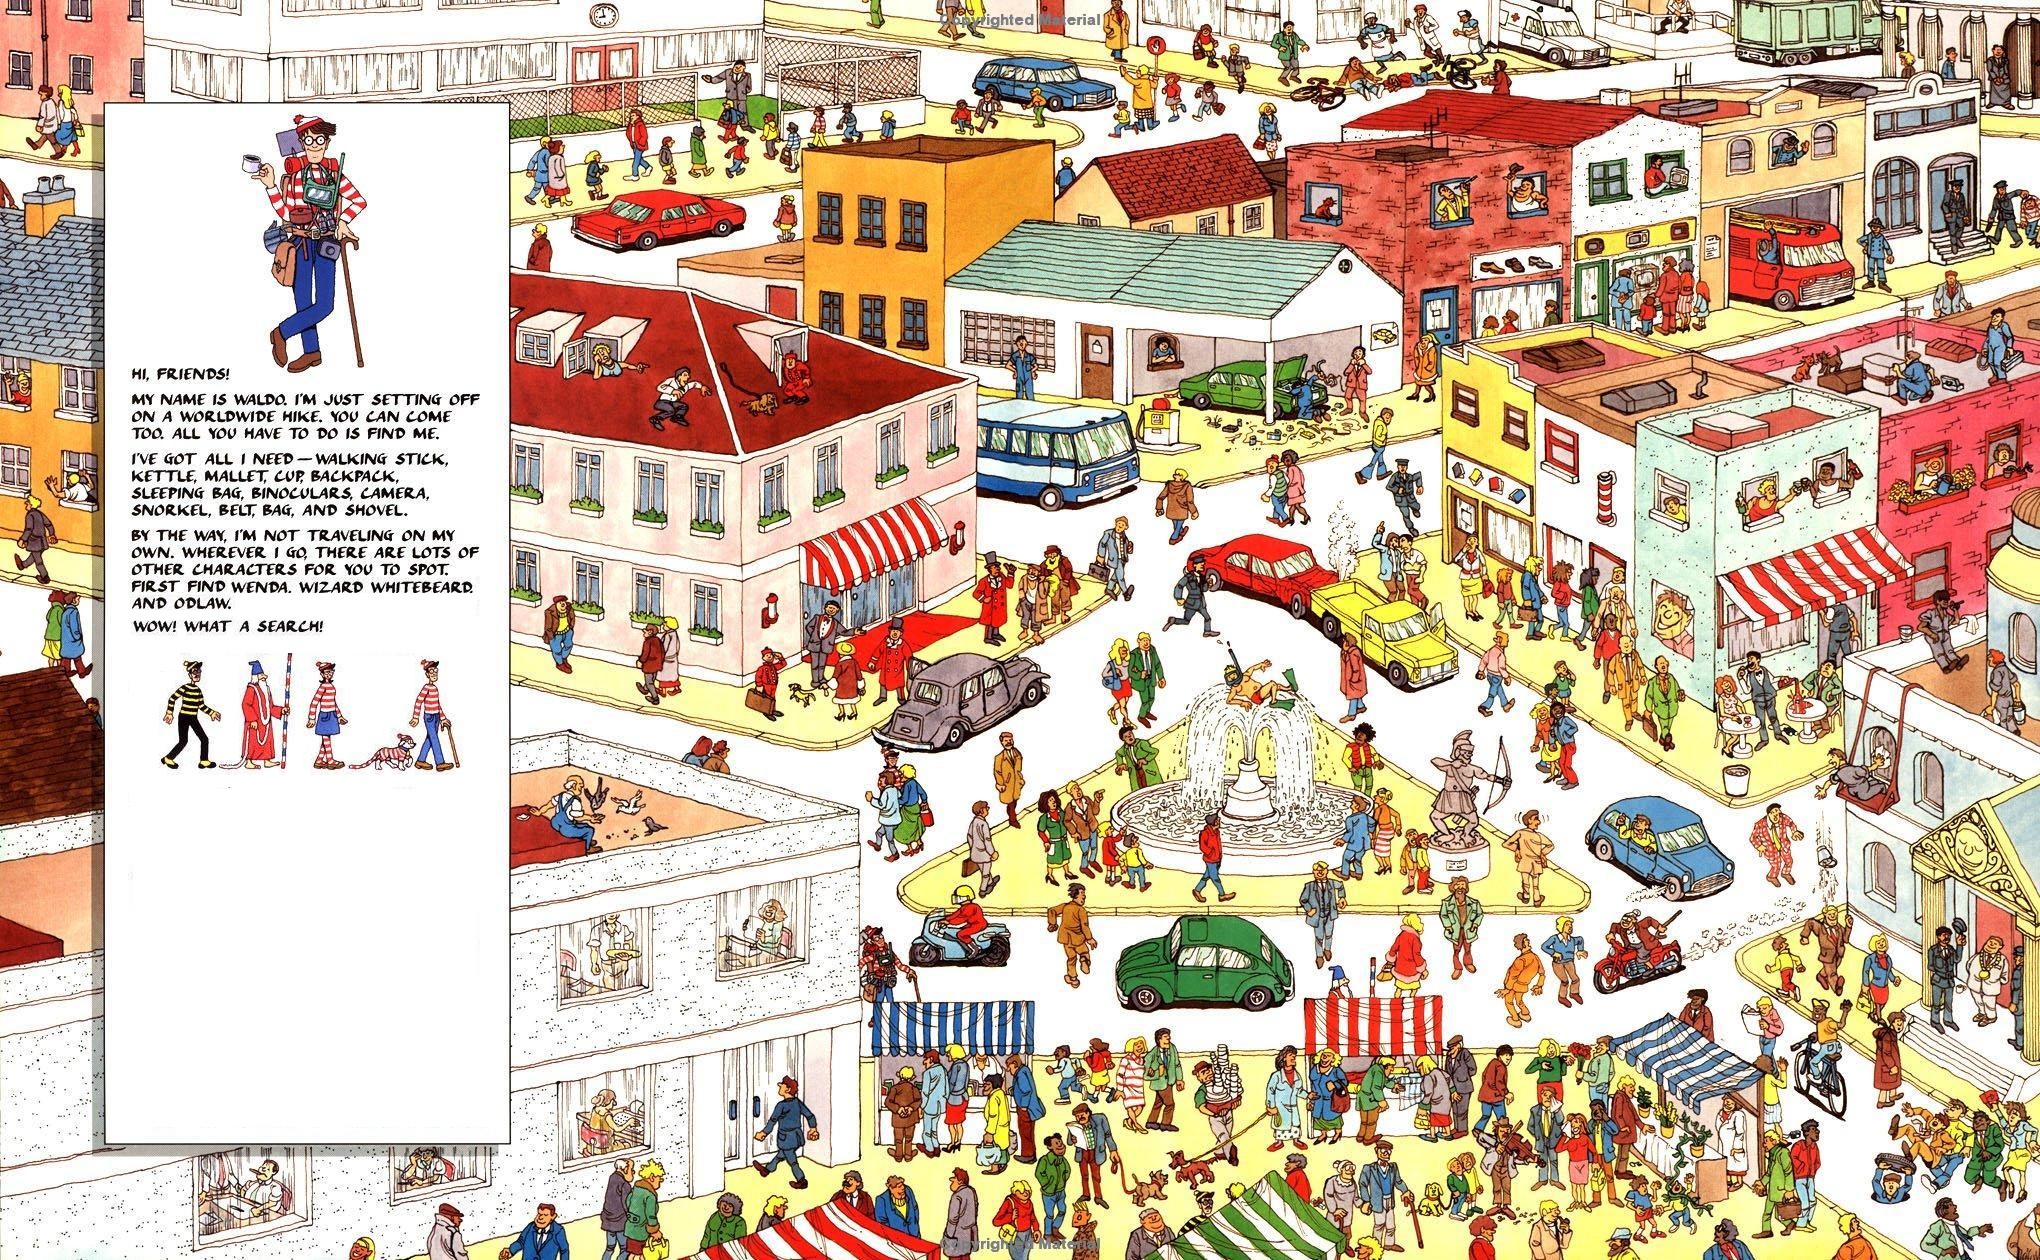 Copyrighted Material
HI, FRIENDS!
MY NAME IS WALDO. I'M JUST SETTING OFF
ON A WORLDWIDE HIKE. YOU CAN COME
TOO. ALL YOU HAVE TO DO IS FIND ME.
I'VE GOT ALL I NEED — WALKING STICK,
KETTLE, MALLET, CUP, BACKPACK,
SLEEPING BAG, BINOCULARS, CAMERA,
SNORKEL, BELT, BAG, AND SHOVEL.
BY THE WAY, I'M NOT TRAVELING ON MY
OWN. WHEREVER I GO, THERE ARE LOTS OF
OTHER CHARACTERS FOR YOU TO SPOT.
FIRST FIND WENDA. WIZARD WHITEBEARD.
AND ODLAW.
WOW! WHAT A SEARCH!
Copyrighted Material